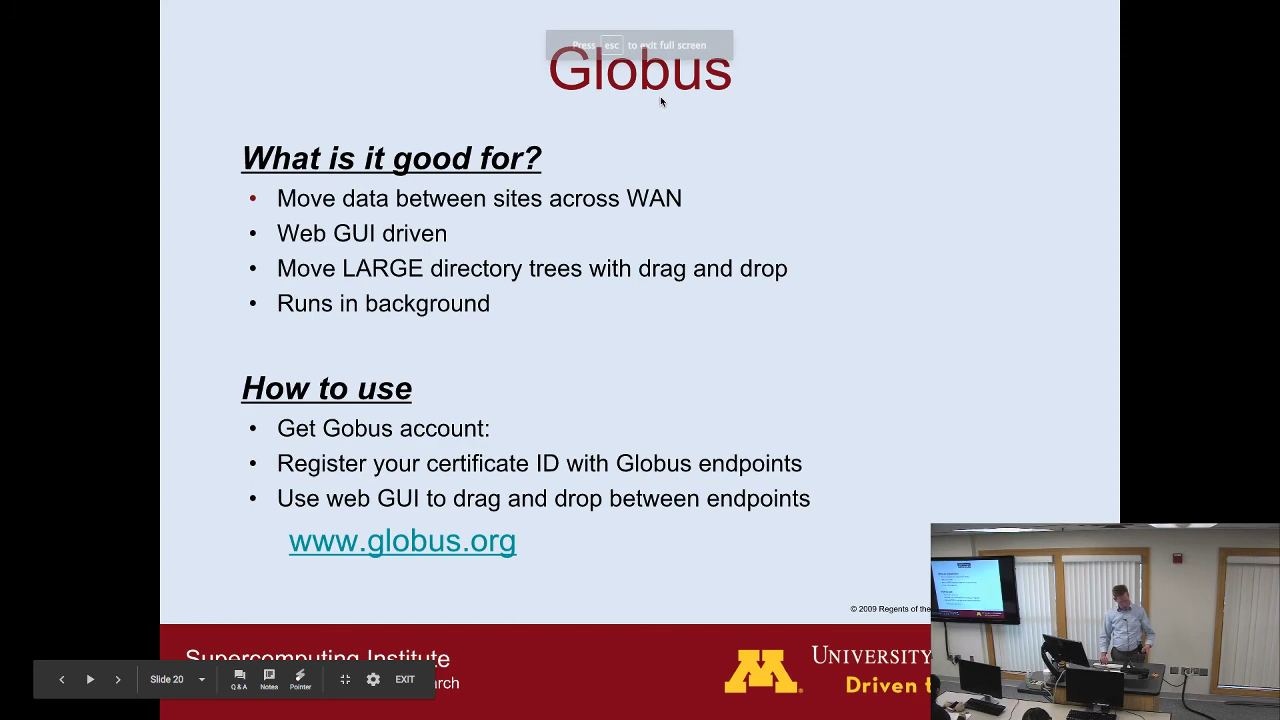 Press esc to exit full screen
Globus
What is it good for?
• Move data between sites across WAN
• Web GUI driven
• Move LARGE directory trees with drag and drop
• Runs in background
How to use
• Get Gobus account:
• Register your certificate ID with Globus endpoints
• Use web GUI to drag and drop between endpoints
www.globus.org
© 2009 Regents of the
Supercomputing Institute
UNIVERSITY
Driven
Slide 20
Q&A
Notes
Pointer
EXIT